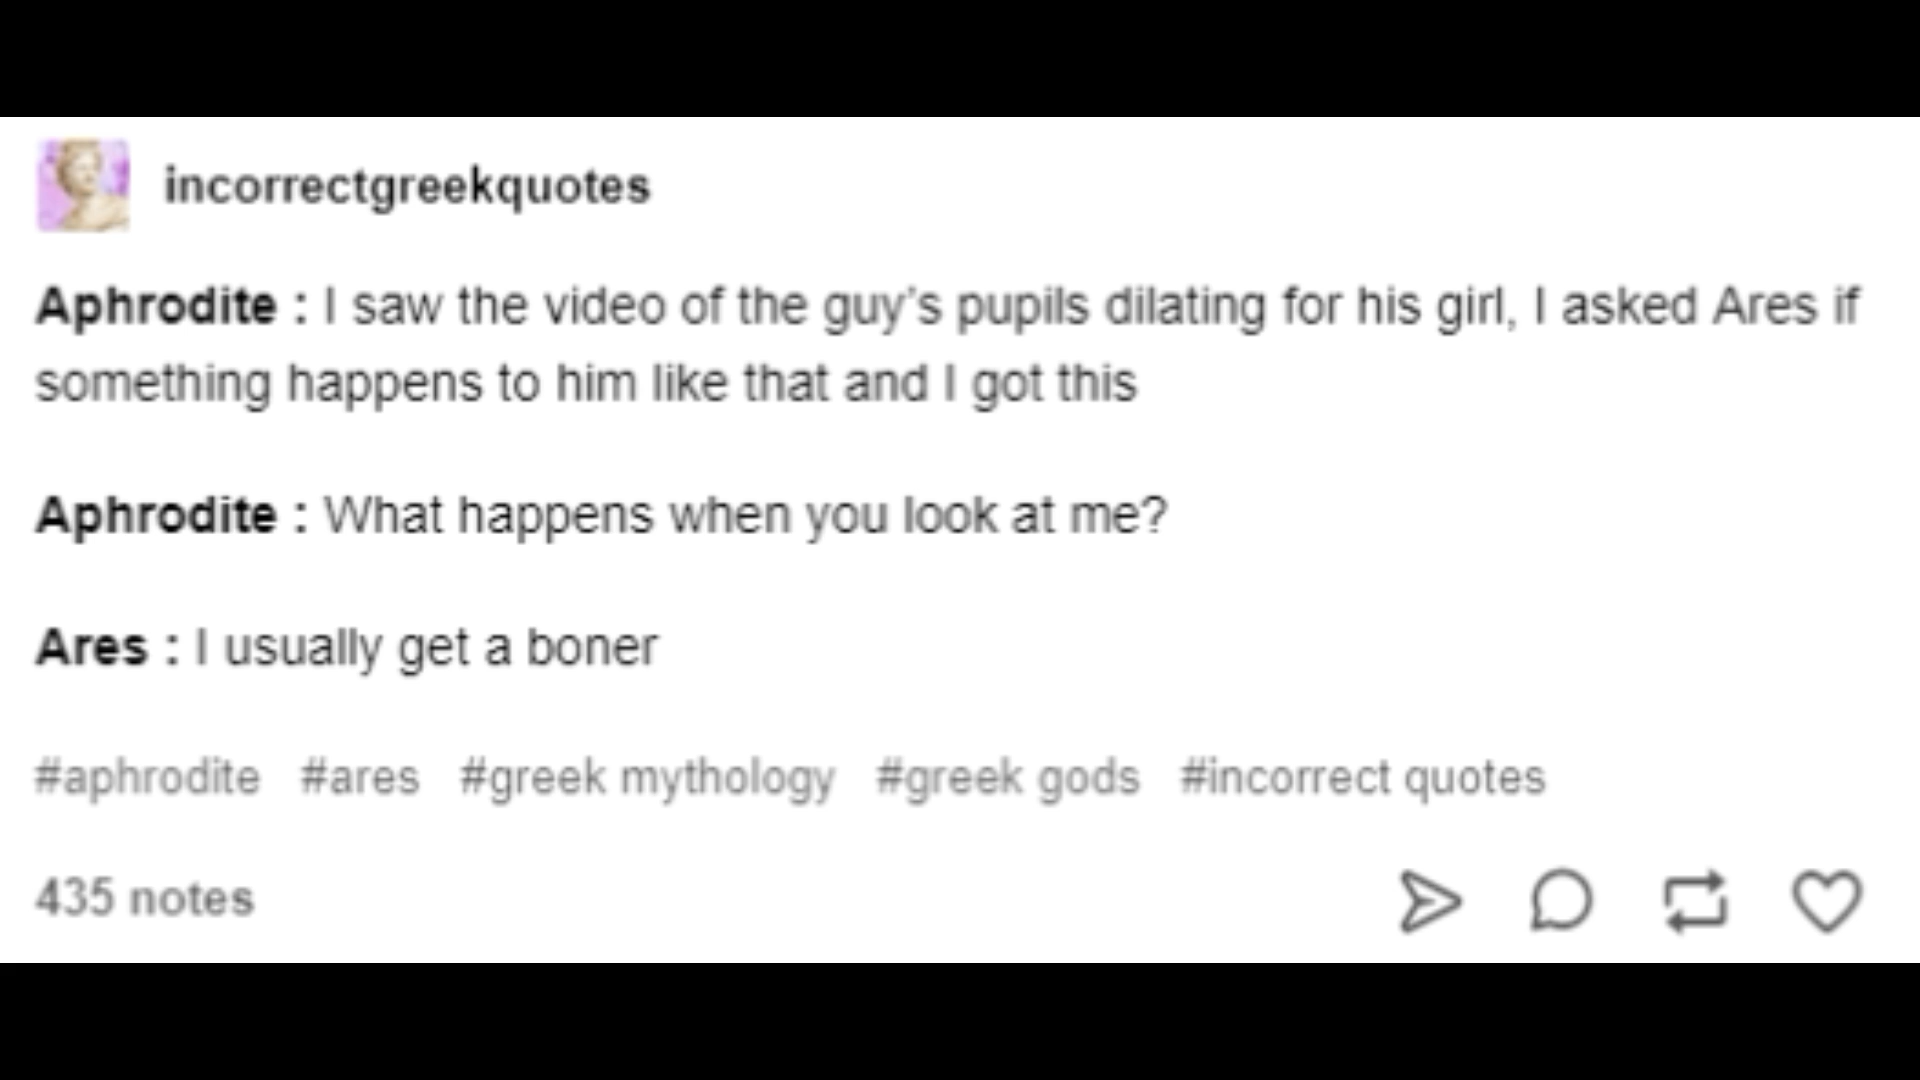 incorrectgreekquotes
Aphrodite : I saw the video of the guy’s pupils dilating for his girl, I asked Ares if
something happens to him like that and I got this
Aphrodite : What happens when you look at me?
Ares : I usually get a boner
#aphrodite #ares #greek mythology #greek gods #incorrect quotes
435 notes